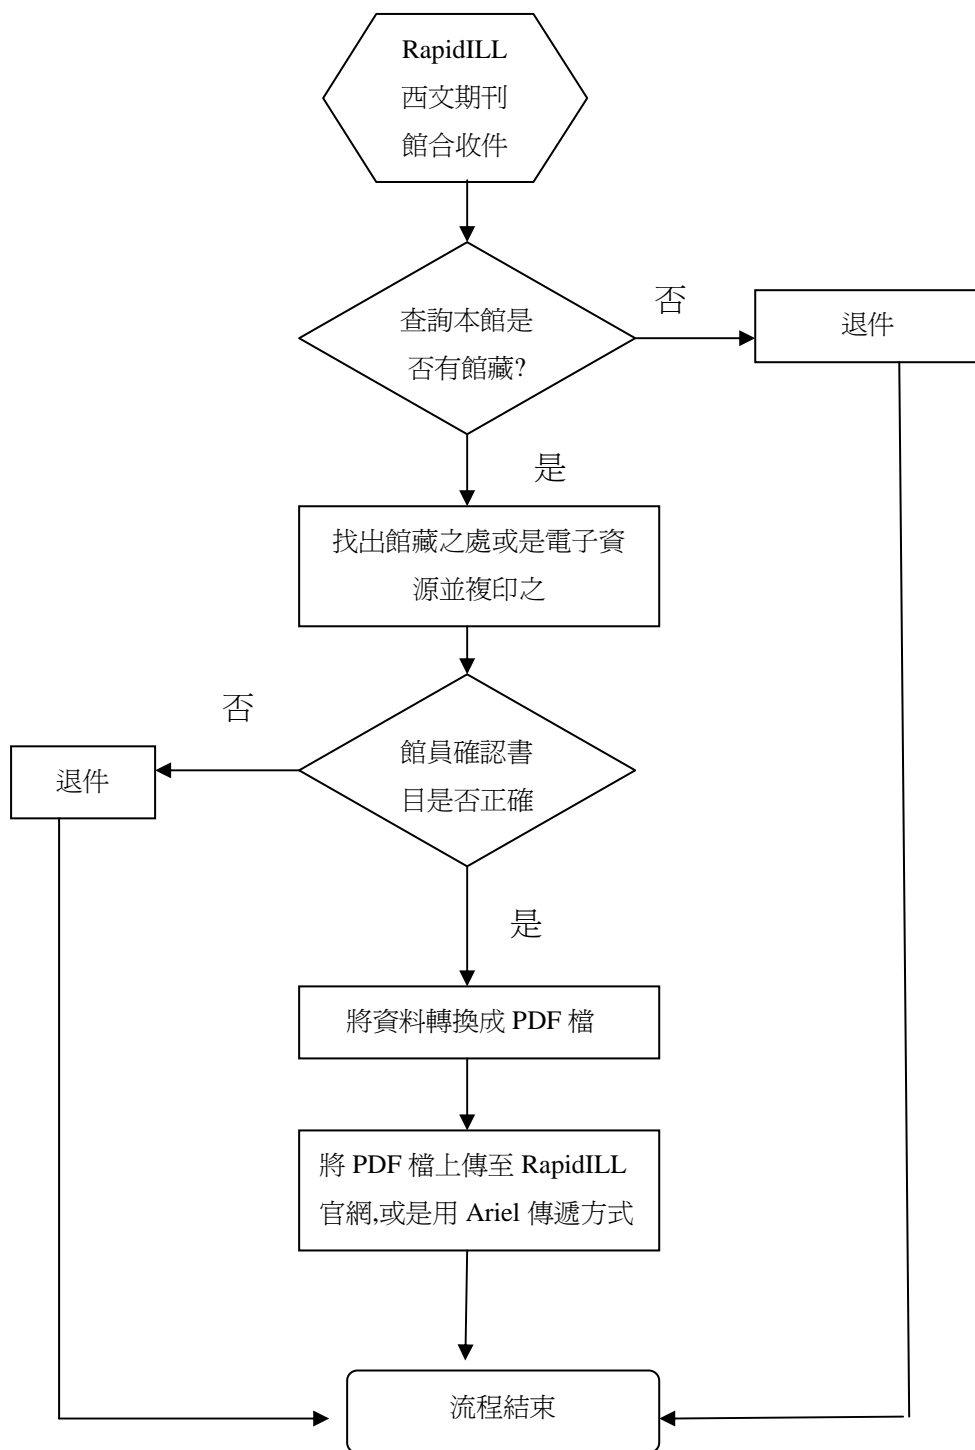 RapidILL
西文期刊
館合收件
查詢本館是
否有館藏?
否
退件
是
找出館藏之處或是電子資
源並複印之
否
退件
館員確認書
目是否正確
是
將資料轉換成 PDF 檔
將 PDF 檔上傳至 RapidILL
官網,或是用 Ariel 傳遞方式
流程結束